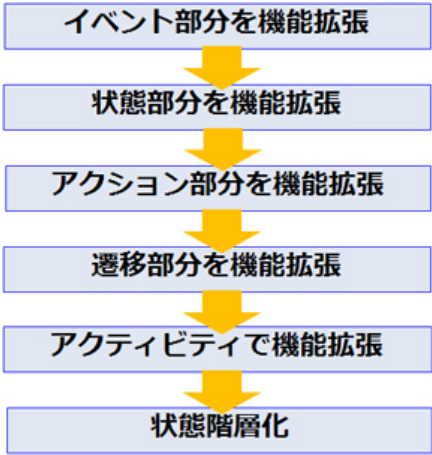 イベント部分を機能拡張
状態部分を機能拡張
アクション部分を機能拡張
遷移部分を機能拡張
アクティビティで機能拡張
状態階層化